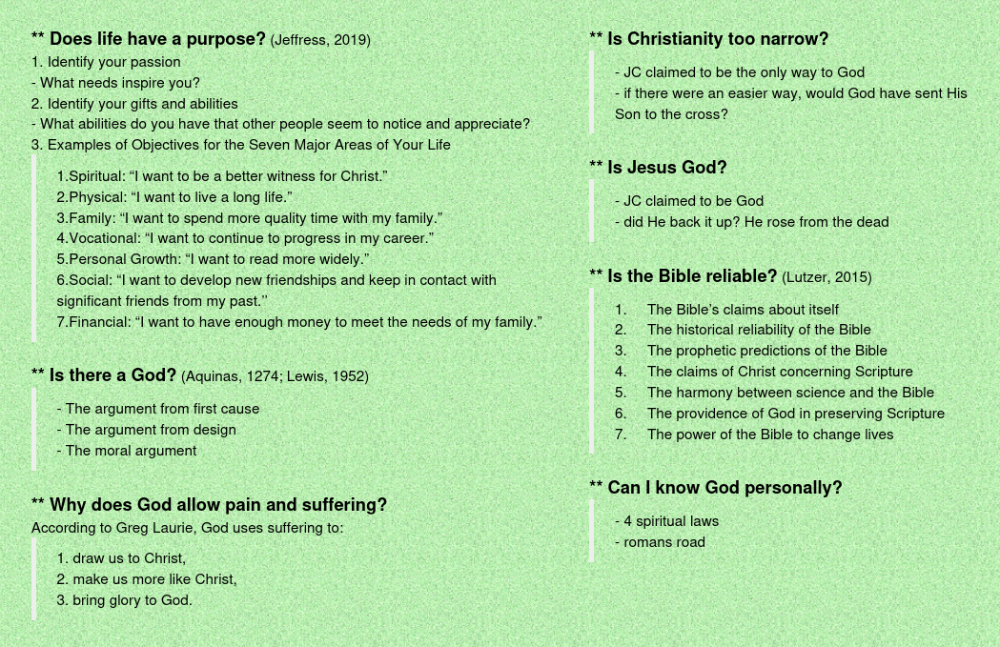 ** Does life have a purpose? (Jeffress, 2019)
1. Identify your passion
- What needs inspire you?
2. Identify your gifts and abilities
- What abilities do you have that other people seem to notice and appreciate?
3. Examples of Objectives for the Seven Major Areas of Your Life
1.Spiritual: “I want to be a better witness for Christ.”
2.Physical: “I want to live a long life.”
3.Family: “I want to spend more quality time with my family.”
4.Vocational: “I want to continue to progress in my career.”
5.Personal Growth: “I want to read more widely.”
6.Social: “I want to develop new friendships and keep in contact with
significant friends from my past.’’
7.Financial: “I want to have enough money to meet the needs of my family.”
** Is there a God? (Aquinas, 1274; Lewis, 1952)
- The argument from first cause
- The argument from design
- The moral argument
** Why does God allow pain and suffering?
According to Greg Laurie, God uses suffering to:
1. draw us to Christ,
2. make us more like Christ,
3. bring glory to God.
** Is Christianity too narrow?
- JC claimed to be the only way to God
- if there were an easier way, would God have sent His
Son to the cross?
** Is Jesus God?
- JC claimed to be God
- did He back it up? He rose from the dead
** Is the Bible reliable? (Lutzer, 2015)
1. The Bible’s claims about itself
2. The historical reliability of the Bible
3. The prophetic predictions of the Bible
4. The claims of Christ concerning Scripture
5. The harmony between science and the Bible
6. The providence of God in preserving Scripture
7. The power of the Bible to change lives
** Can I know God personally?
- 4 spiritual laws
- romans road